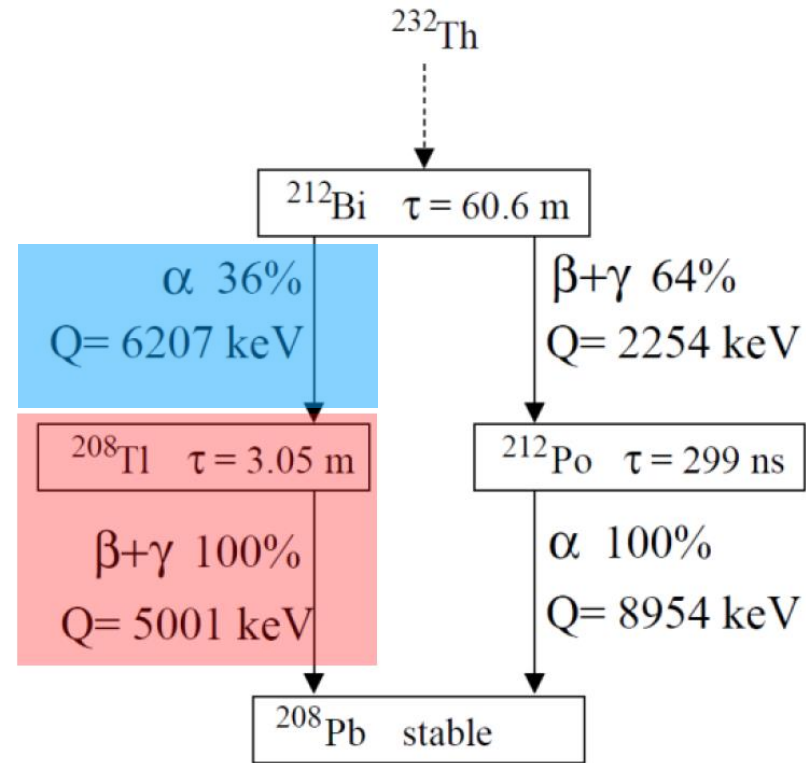 ²³²Th
²¹²Bi τ = 60.6 m
α 36%
Q= 6207 keV
β+γ 64%
Q= 2254 keV
²⁰⁸Tl τ = 3.05 m
²¹²Po τ = 299 ns
β+γ 100%
Q= 5001 keV
α 100%
Q= 8954 keV
²⁰⁸Pb stable